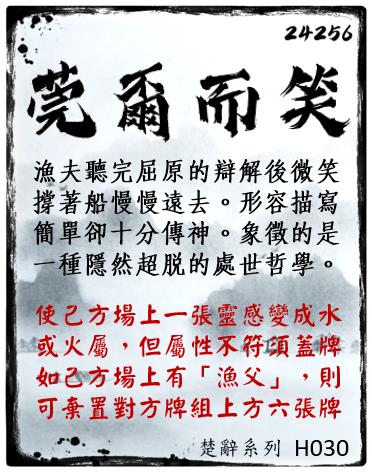 24256
莞爾而笑
漁夫聽完屈原的辯解後微笑
撐著船慢慢遠去。形容描寫
簡單卻十分傳神。象徵的是
一種隱然超脫的處世哲學。
使己方場上一張靈感變成水
或火屬，但屬性不符須蓋牌
如己方場上有「漁父」，則
可棄置對方牌組上方六張牌
楚辭系列 H030